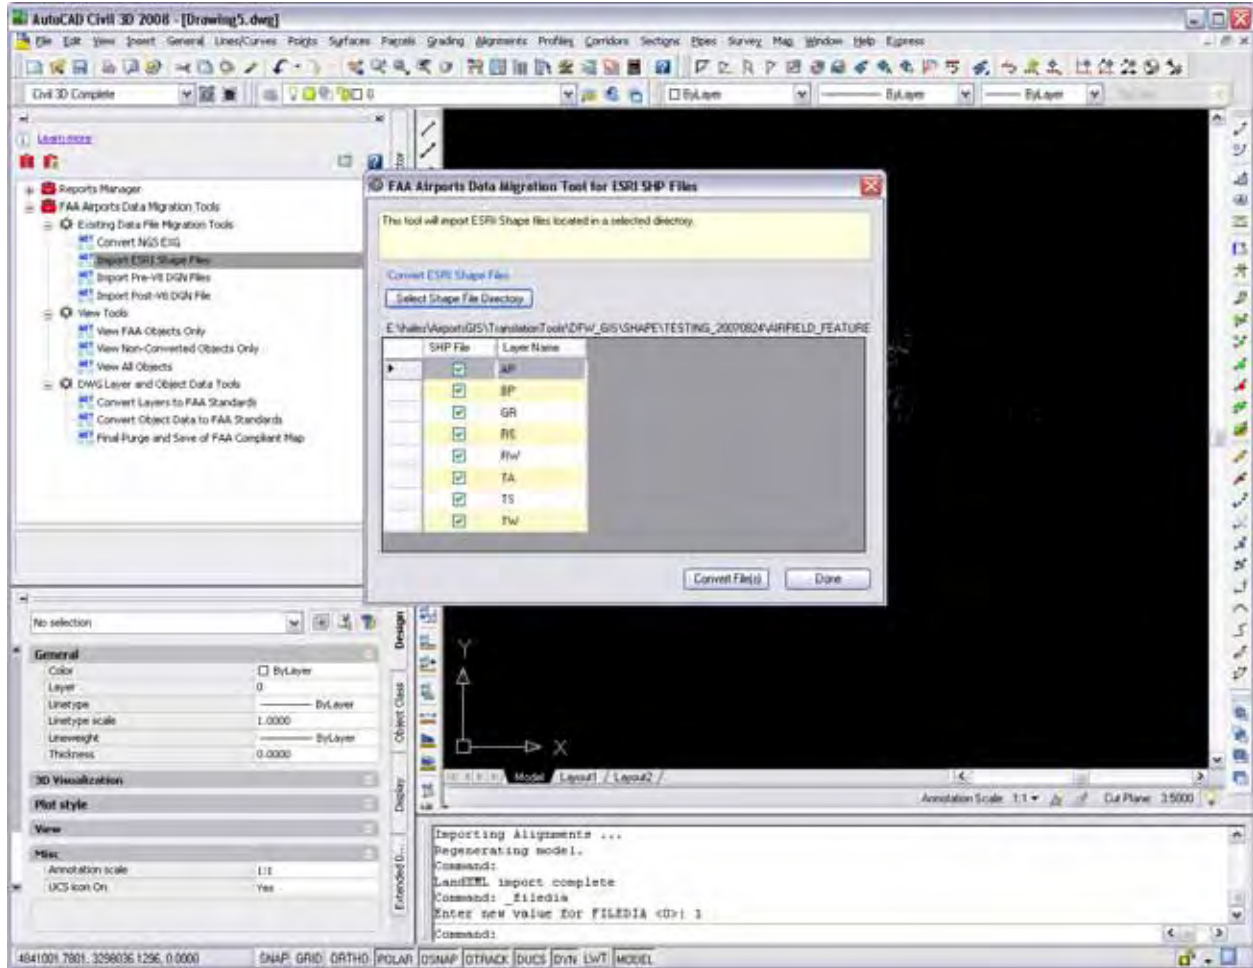 AutoCAD Civil 3D 2008 - [Drawing5.dwg]
File Edit View Insert General Lines/Curves Points Surfaces Parcels Grading Alignments Profiles Corridors Sections Pipes Survey Map Window Help Express
Civil 3D Complete 0 ByLayer ByLayer ByLayer
Learn more
Reports Manager
FAA Airports Data Migration Tools
Existing Data File Migration Tools
Convert NGS EXG
Import ESRI Shape Files
Import Pre-V8 DGN Files
Import Post-V8 DGN File
View Tools
View FAA Objects Only
View Non-Converted Objects Only
View All Objects
DWG Layer and Object Data Tools
Convert Layers to FAA Standards
Convert Object Data to FAA Standards
Final Purge and Save of FAA Compliant Map
FAA Airports Data Migration Tool for ESRI SHP Files
This tool will import ESRI Shape files located in a selected directory.
Convert ESRI Shape Files
Select Shape File Directory
SHP File Layer Name
AP
BP
GR
RS
RW
TA
TS
TW
Convert File(s) Done
No selection
General
Color ByLayer
Layer 0
Linetype ByLayer
Linetype scale 1.0000
Lineweight ByLayer
Thickness 0.0000
3D Visualization
Plot style
View
Misc
Annotation scale 1:1
UCS icon On Yes
Design
Object Class
Display
Extended D...
Y
X
Model Layout1 Layout2
Annotation Scale 1:1 Cut Plane 3.5000
Importing Alignments ...
Regenerating model.
Command:
LandXML import complete
Command: _filedia
Enter new value for FILEDIA <0>: 1
Command:
4841001.7801, 3298036.1296, 0.0000 SNAP GRID ORTHO POLAR OSNAP OTRACK DUCS DYN LWT MODEL